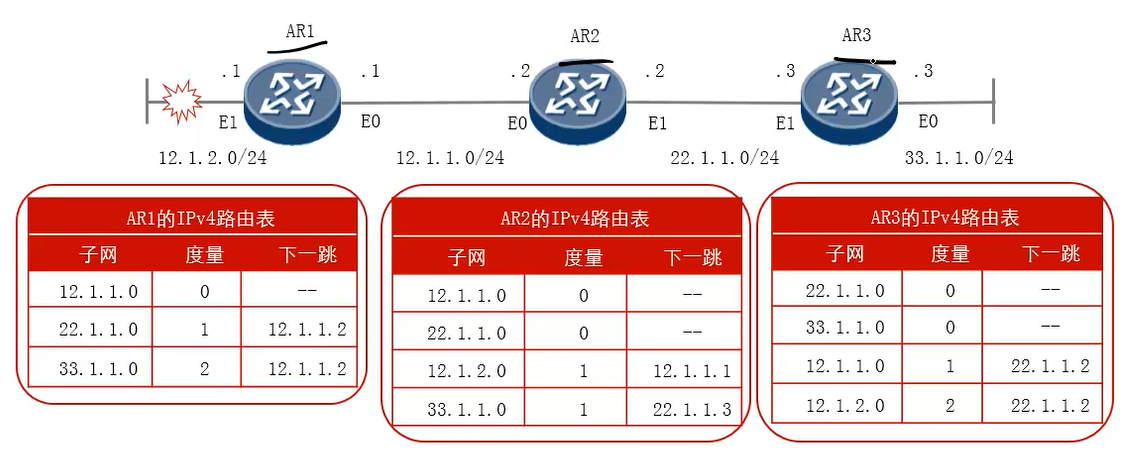 AR1
AR2
AR3
.1
.1
.2
.2
.3
.3
E1
E0
E0
E1
E1
E0
12.1.2.0/24
12.1.1.0/24
22.1.1.0/24
33.1.1.0/24
AR1的IPv4路由表
子网 度量 下一跳
12.1.1.0 0 --
22.1.1.0 1 12.1.1.2
33.1.1.0 2 12.1.1.2
AR2的IPv4路由表
子网 度量 下一跳
12.1.1.0 0 --
22.1.1.0 0 --
12.1.2.0 1 12.1.1.1
33.1.1.0 1 22.1.1.3
AR3的IPv4路由表
子网 度量 下一跳
22.1.1.0 0 --
33.1.1.0 0 --
12.1.1.0 1 22.1.1.2
12.1.2.0 2 22.1.1.2